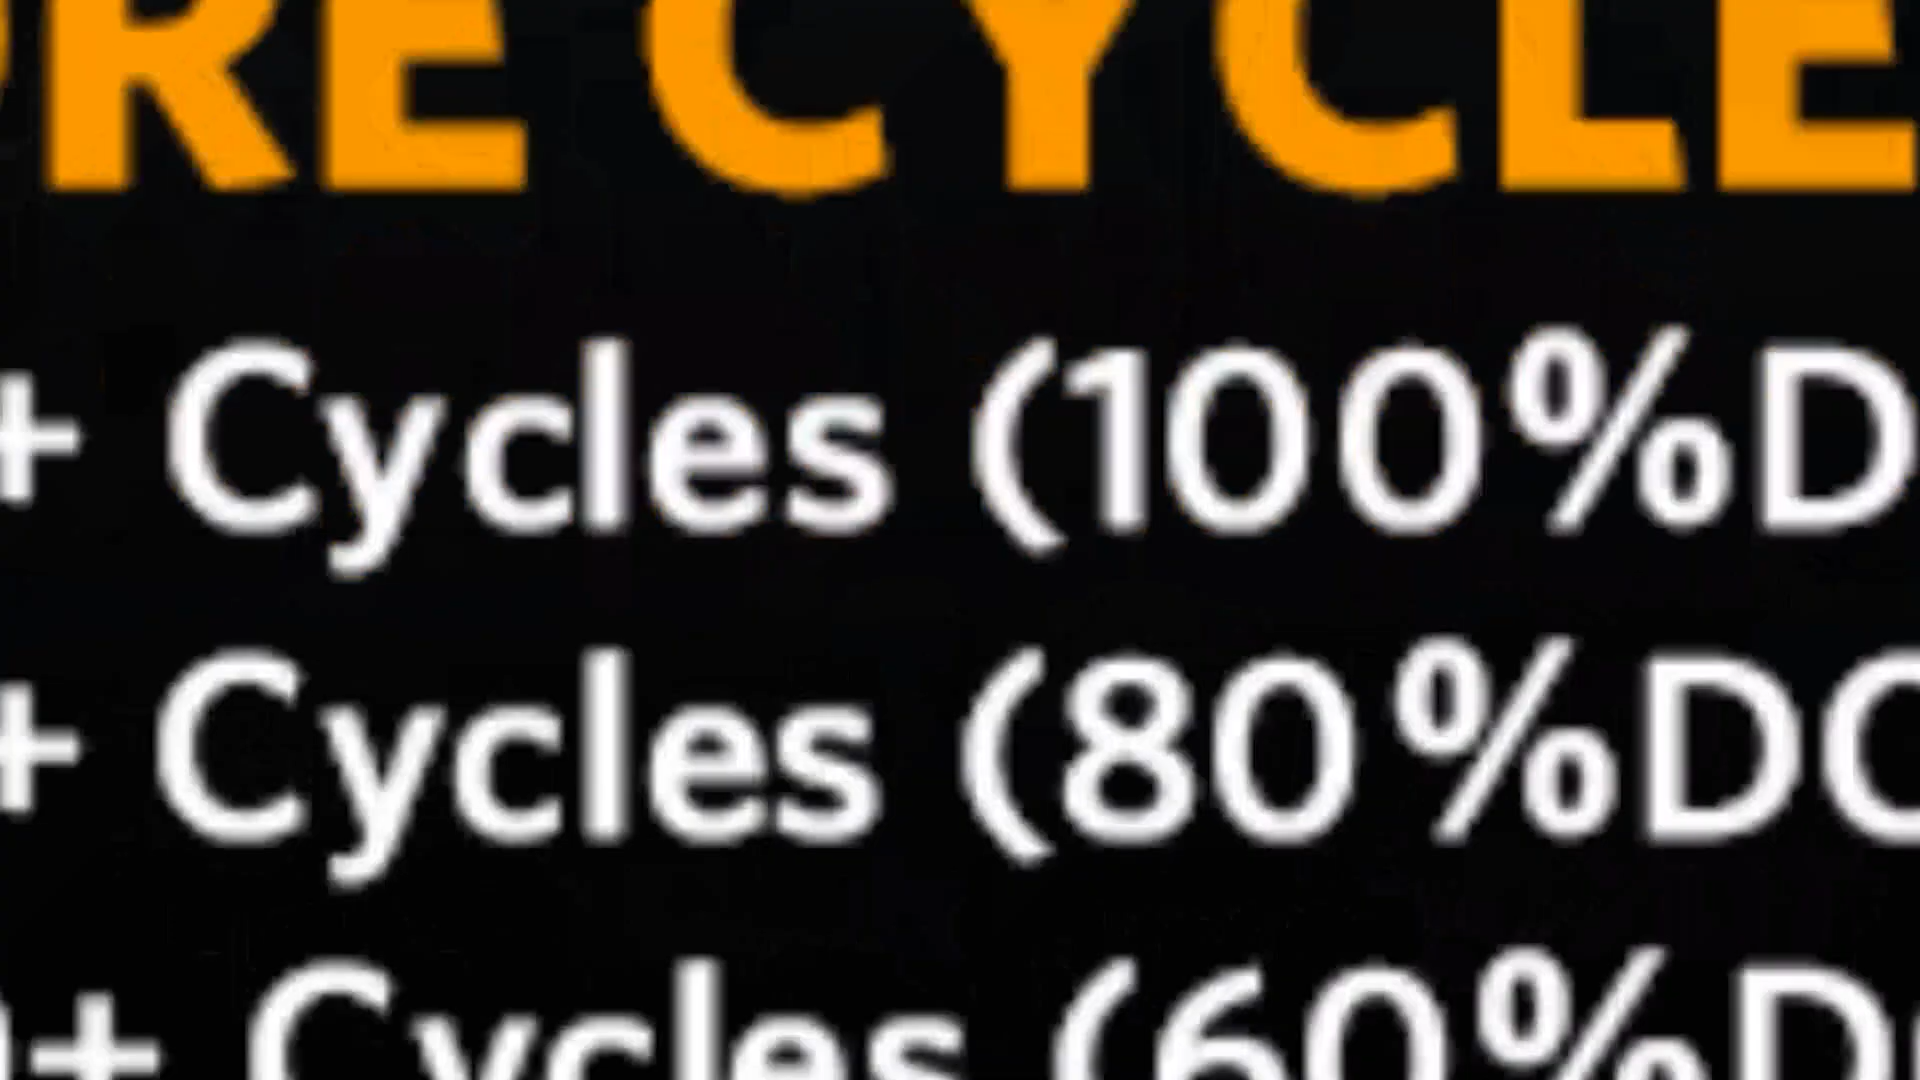 RE CYCLE
+ Cycles (100%D
+ Cycles (80%DO
+ Cycles (60%D